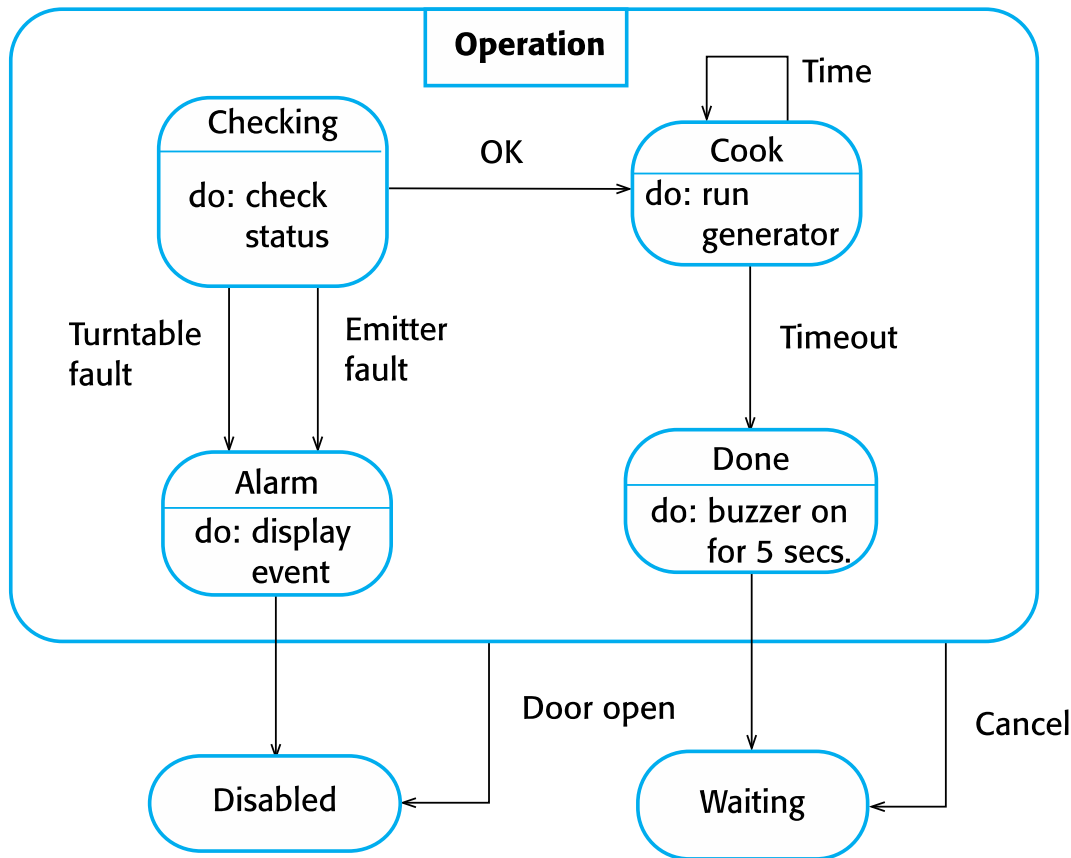 Operation
Time
Checking
OK
Cook
do: check
status
do: run
generator
Turntable
fault
Emitter
fault
Timeout
Alarm
do: display
event
Done
do: buzzer on
for 5 secs.
Door open
Cancel
Disabled
Waiting